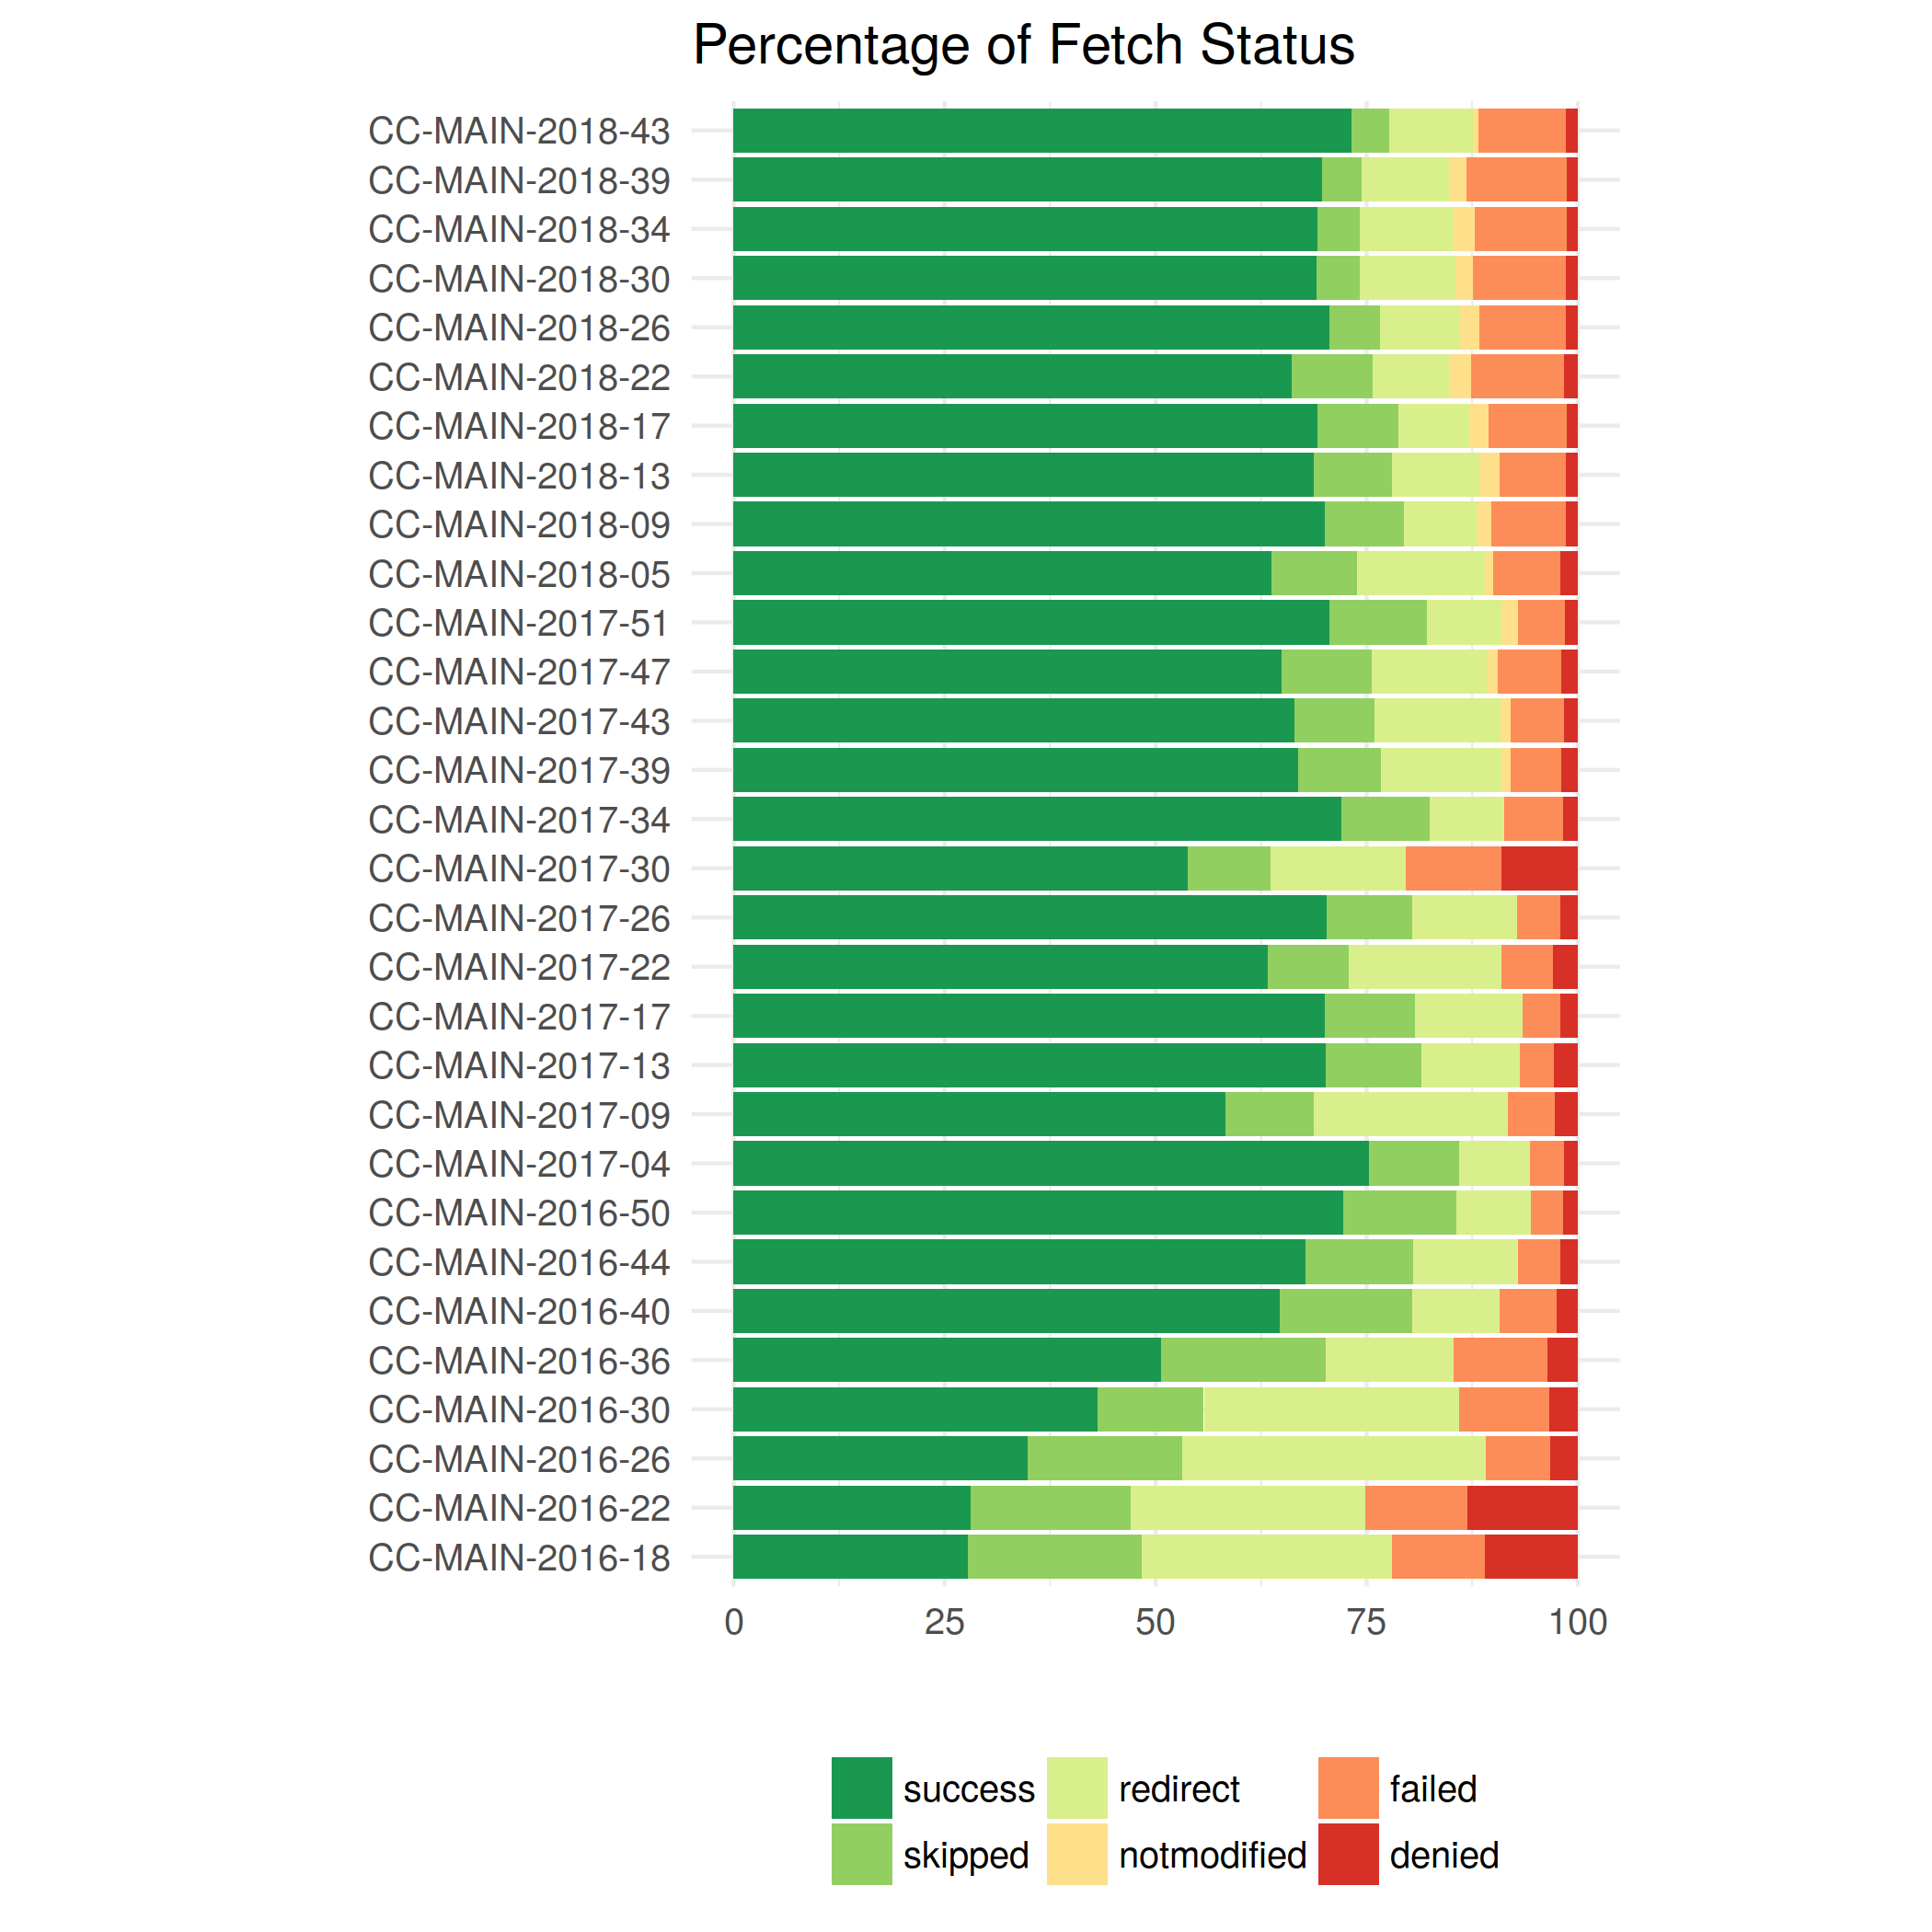 Percentage of Fetch Status
CC-MAIN-2018-43
CC-MAIN-2018-39
CC-MAIN-2018-34
CC-MAIN-2018-30
CC-MAIN-2018-26
CC-MAIN-2018-22
CC-MAIN-2018-17
CC-MAIN-2018-13
CC-MAIN-2018-09
CC-MAIN-2018-05
CC-MAIN-2017-51
CC-MAIN-2017-47
CC-MAIN-2017-43
CC-MAIN-2017-39
CC-MAIN-2017-34
CC-MAIN-2017-30
CC-MAIN-2017-26
CC-MAIN-2017-22
CC-MAIN-2017-17
CC-MAIN-2017-13
CC-MAIN-2017-09
CC-MAIN-2017-04
CC-MAIN-2016-50
CC-MAIN-2016-44
CC-MAIN-2016-40
CC-MAIN-2016-36
CC-MAIN-2016-30
CC-MAIN-2016-26
CC-MAIN-2016-22
CC-MAIN-2016-18
0 25 50 75 100
success redirect failed
skipped notmodified denied